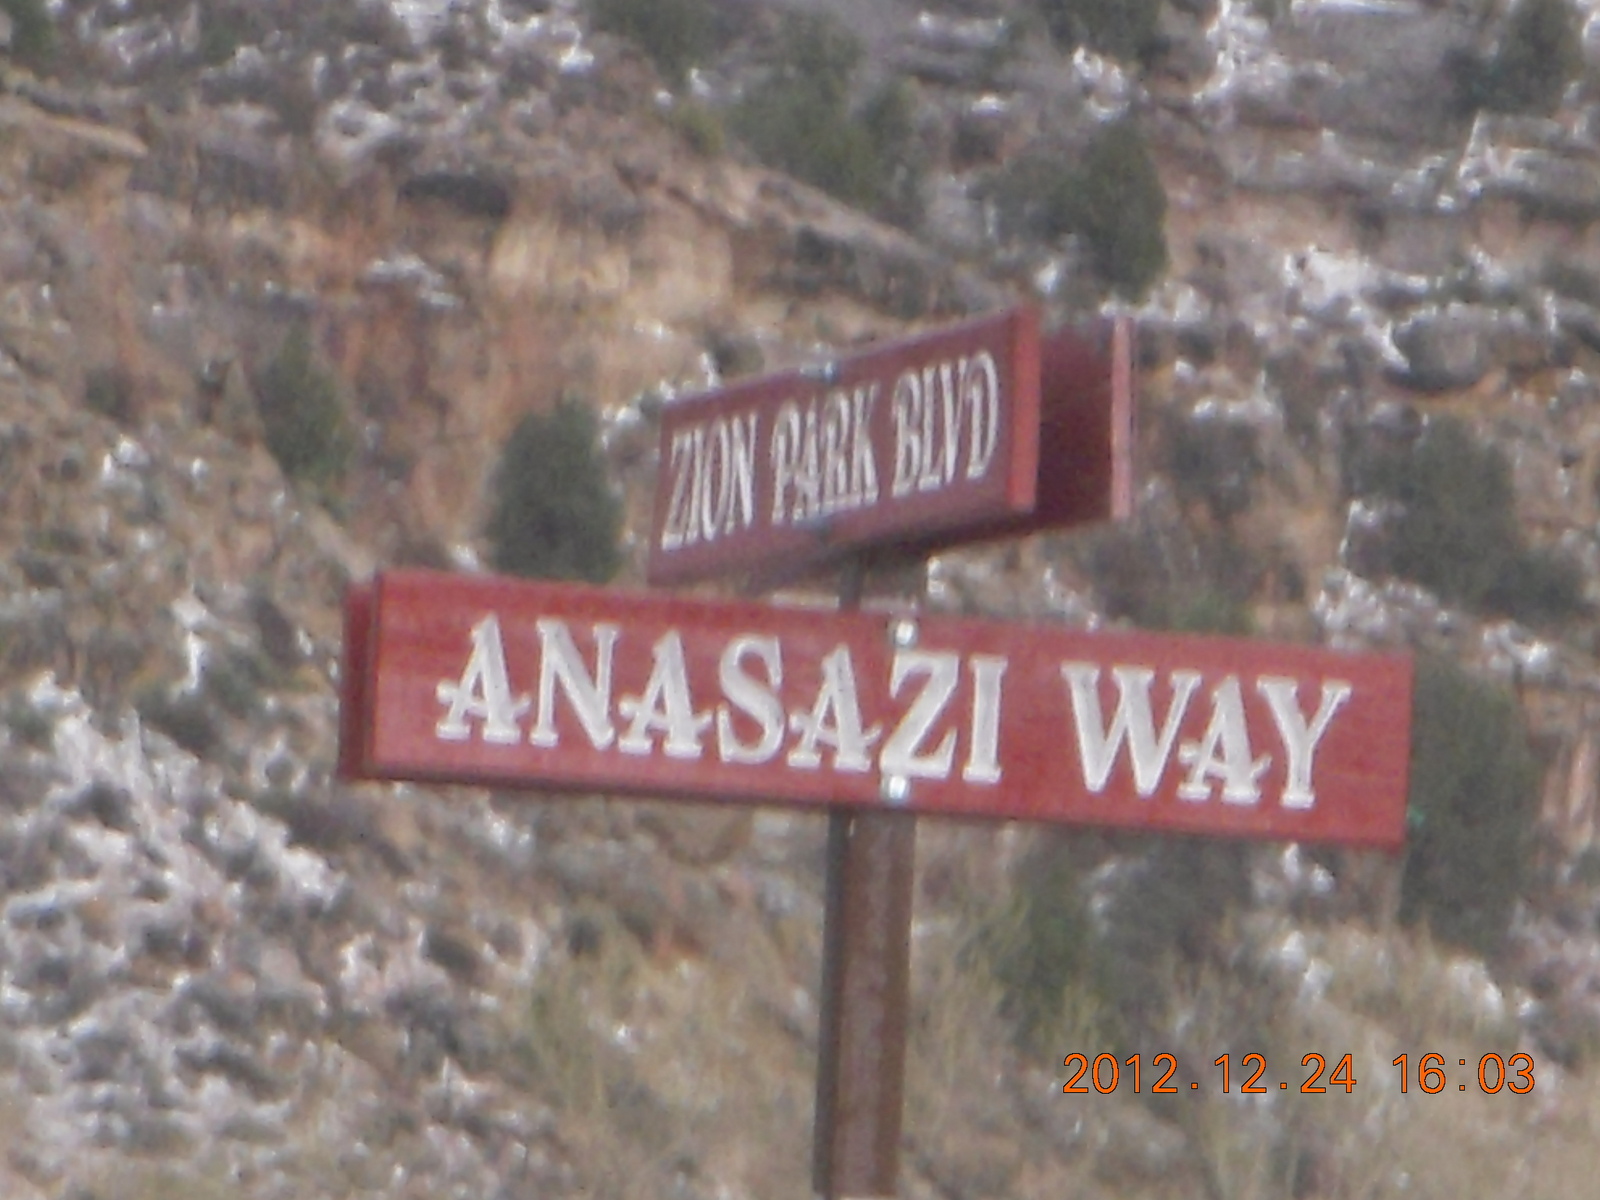 ZION PARK BLVD
ANASAZI WAY
2012.12.24 16:03